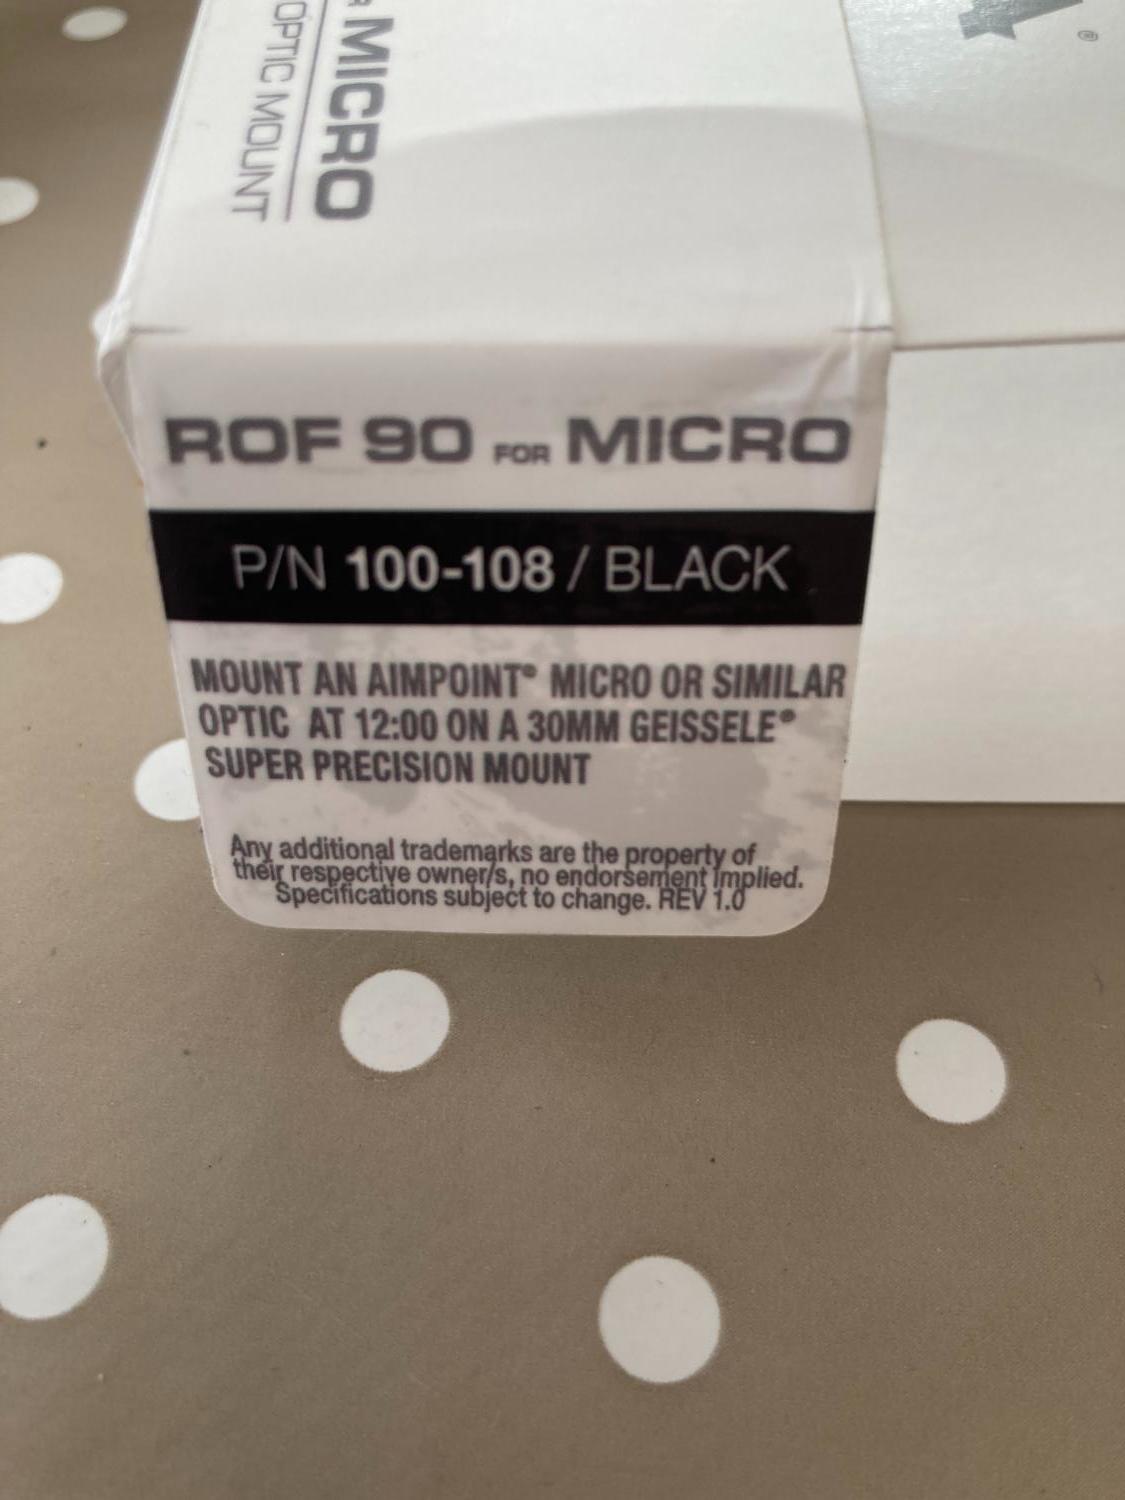 MICRO
OPTIC MOUNT
®
ROF 90 FOR MICRO
P/N 100-108 / BLACK
MOUNT AN AIMPOINT® MICRO OR SIMILAR
OPTIC AT 12:00 ON A 30MM GEISSELE®
SUPER PRECISION MOUNT
Any additional trademarks are the property of
their respective owner/s, no endorsement implied.
Specifications subject to change. REV 1.0